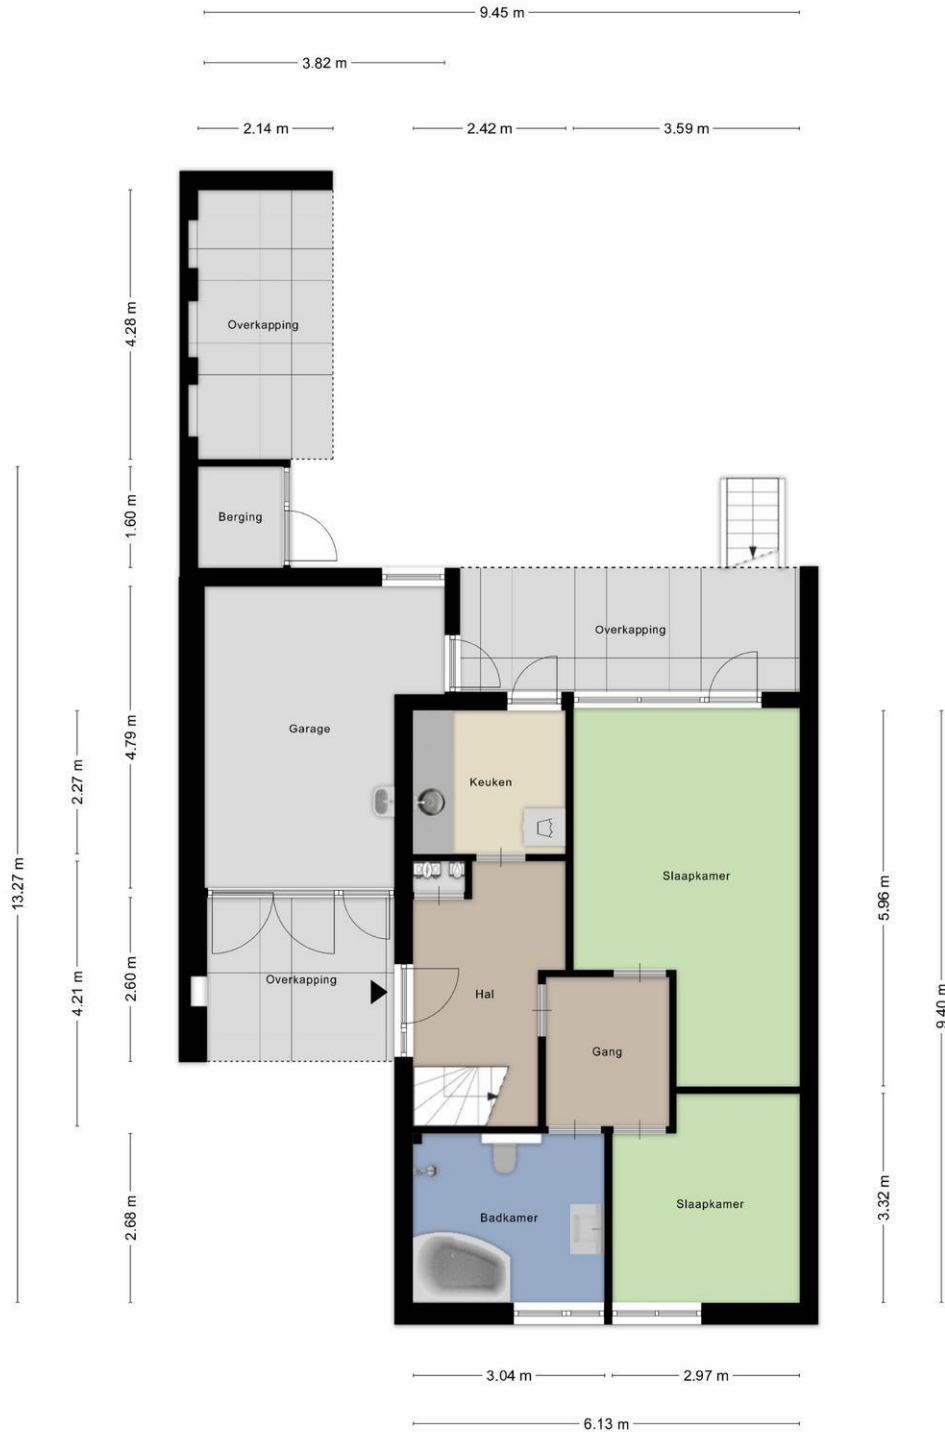 9.45 m
3.82 m
2.14 m
2.42 m
3.59 m
4.28 m
Overkapping
1.60 m
Berging
Overkapping
Garage
4.79 m
2.27 m
Keuken
13.27 m
Slaapkamer
5.96 m
4.21 m
2.60 m
Overkapping
Hal
Gang
9.40 m
2.68 m
Badkamer
Slaapkamer
3.32 m
3.04 m
2.97 m
6.13 m